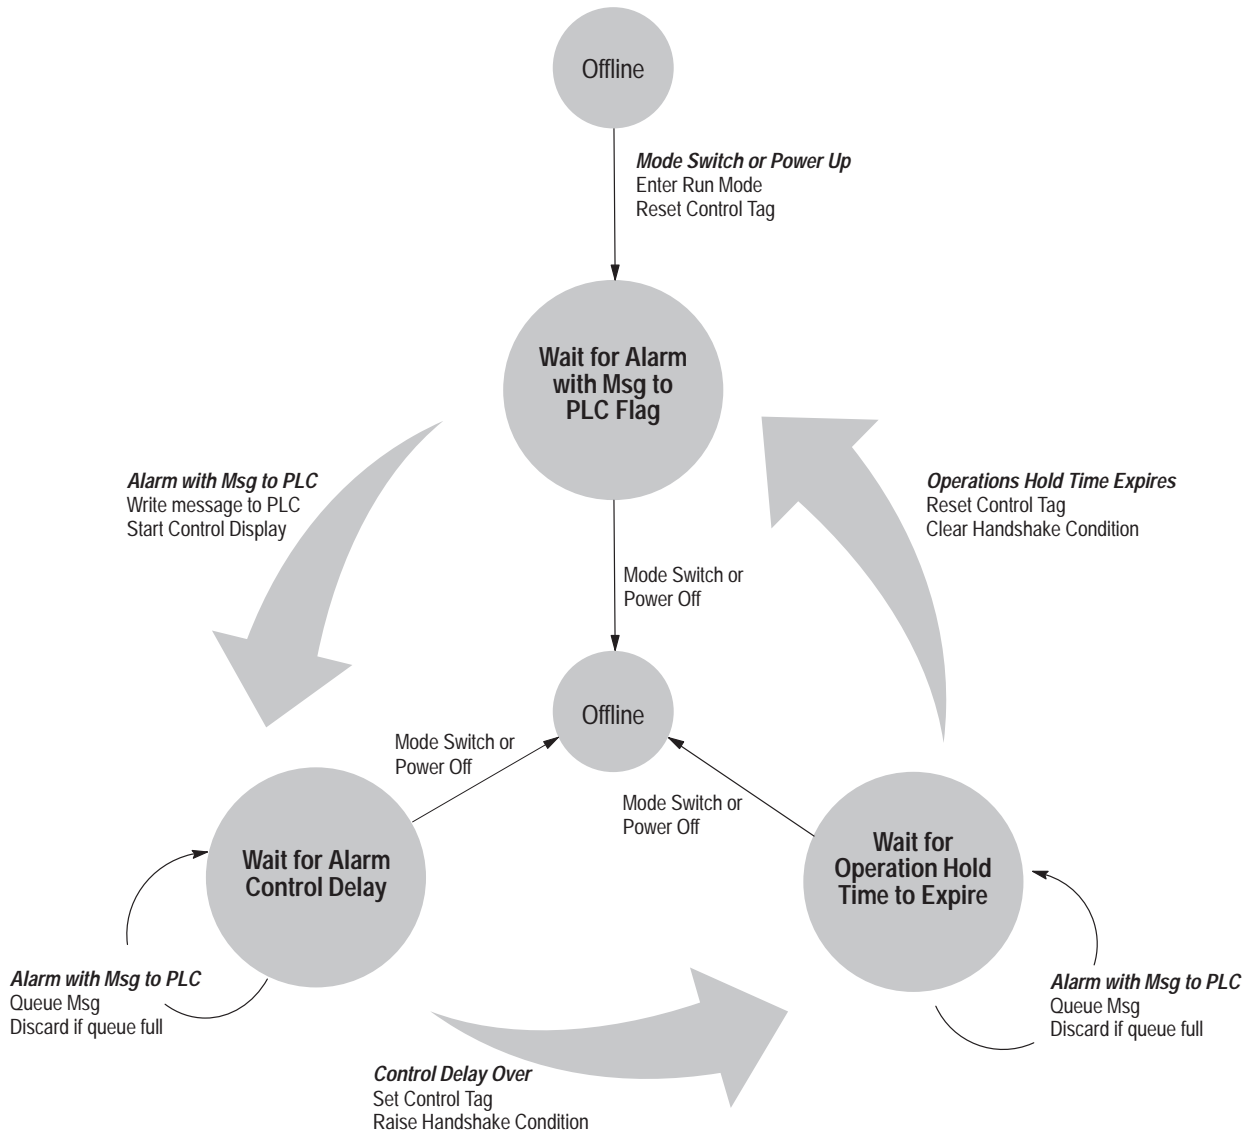 Offline
Mode Switch or Power Up
Enter Run Mode
Reset Control Tag
Wait for Alarm
with Msg to
PLC Flag
Alarm with Msg to PLC
Write message to PLC
Start Control Display
Operations Hold Time Expires
Reset Control Tag
Clear Handshake Condition
Mode Switch or
Power Off
Offline
Mode Switch or
Power Off
Mode Switch or
Power Off
Wait for Alarm
Control Delay
Wait for
Operation Hold
Time to Expire
Alarm with Msg to PLC
Queue Msg
Discard if queue full
Alarm with Msg to PLC
Queue Msg
Discard if queue full
Control Delay Over
Set Control Tag
Raise Handshake Condition